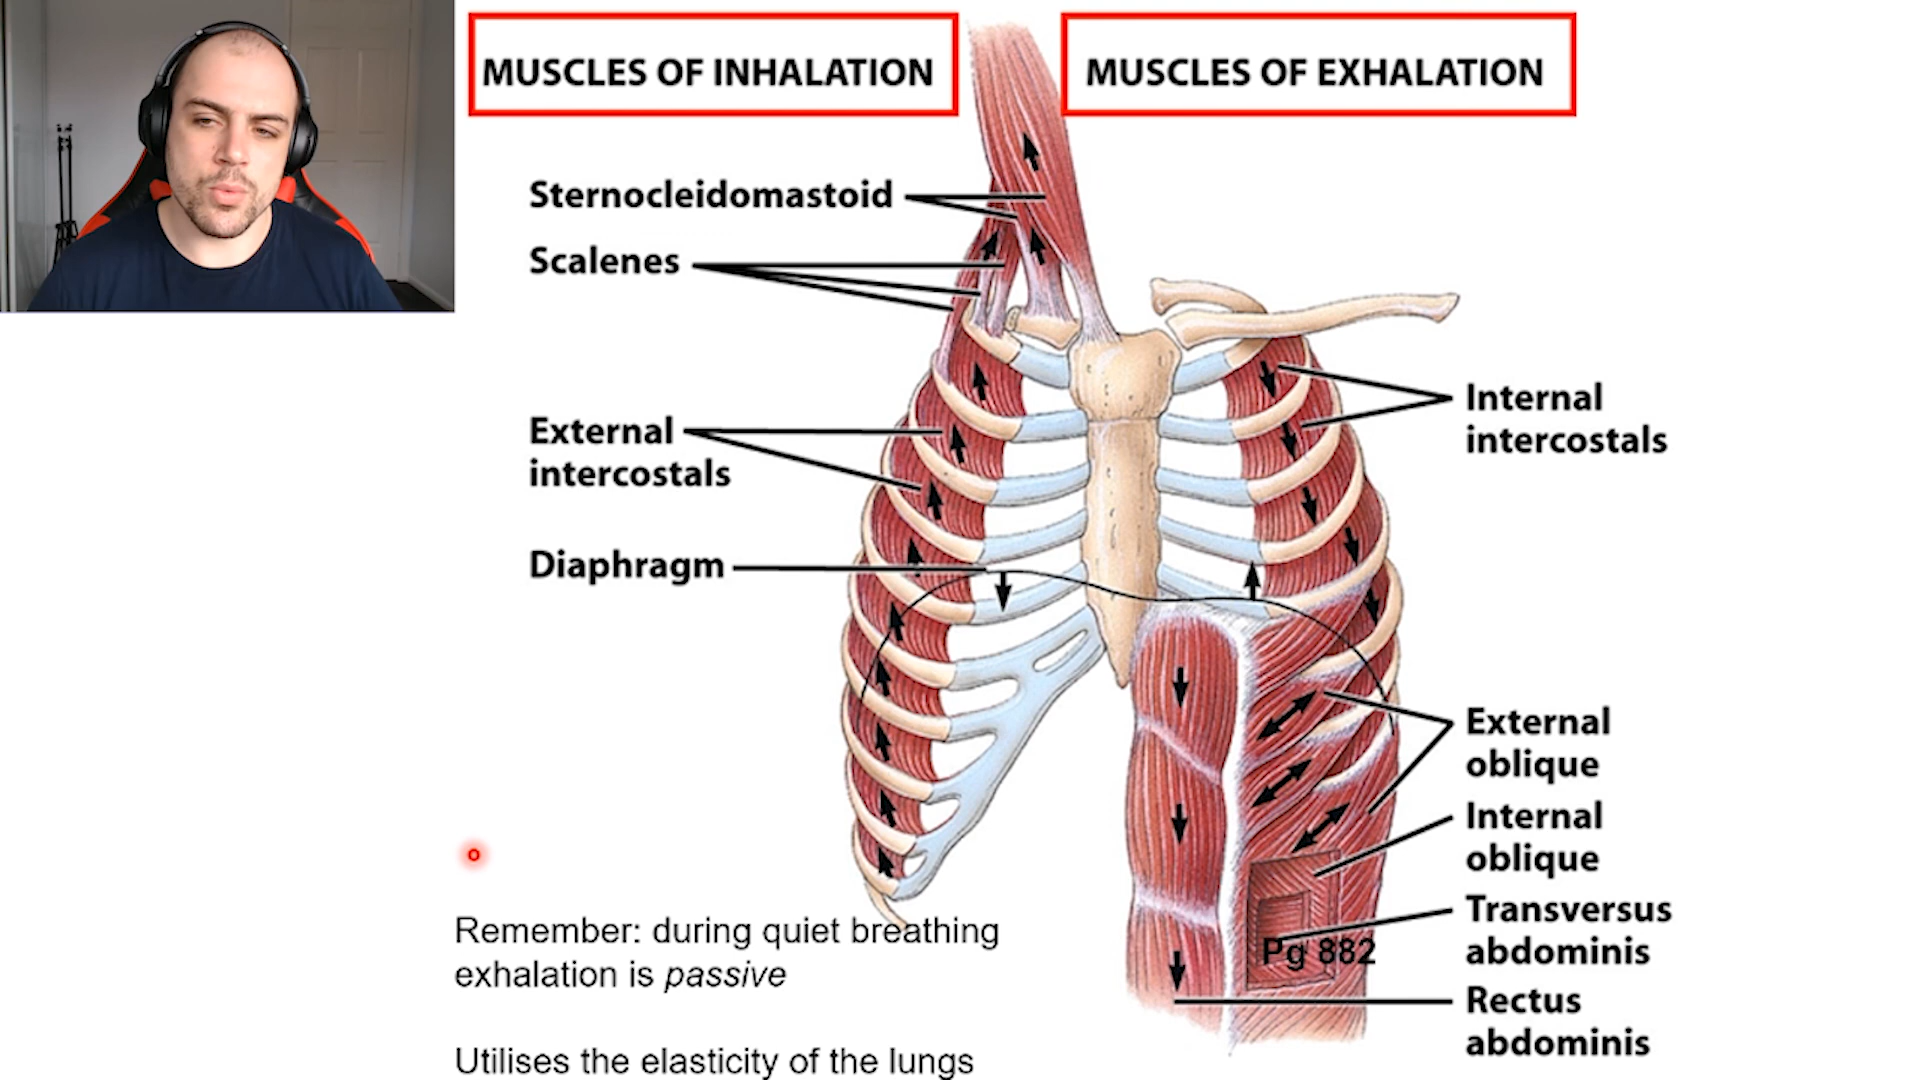 MUSCLES OF INHALATION
MUSCLES OF EXHALATION
Sternocleidomastoid
Scalenes
External
intercostals
Diaphragm
Internal
intercostals
External
oblique
Internal
oblique
Transversus
abdominis
Pg 882
Rectus
abdominis
Remember: during quiet breathing
exhalation is passive
Utilises the elasticity of the lungs